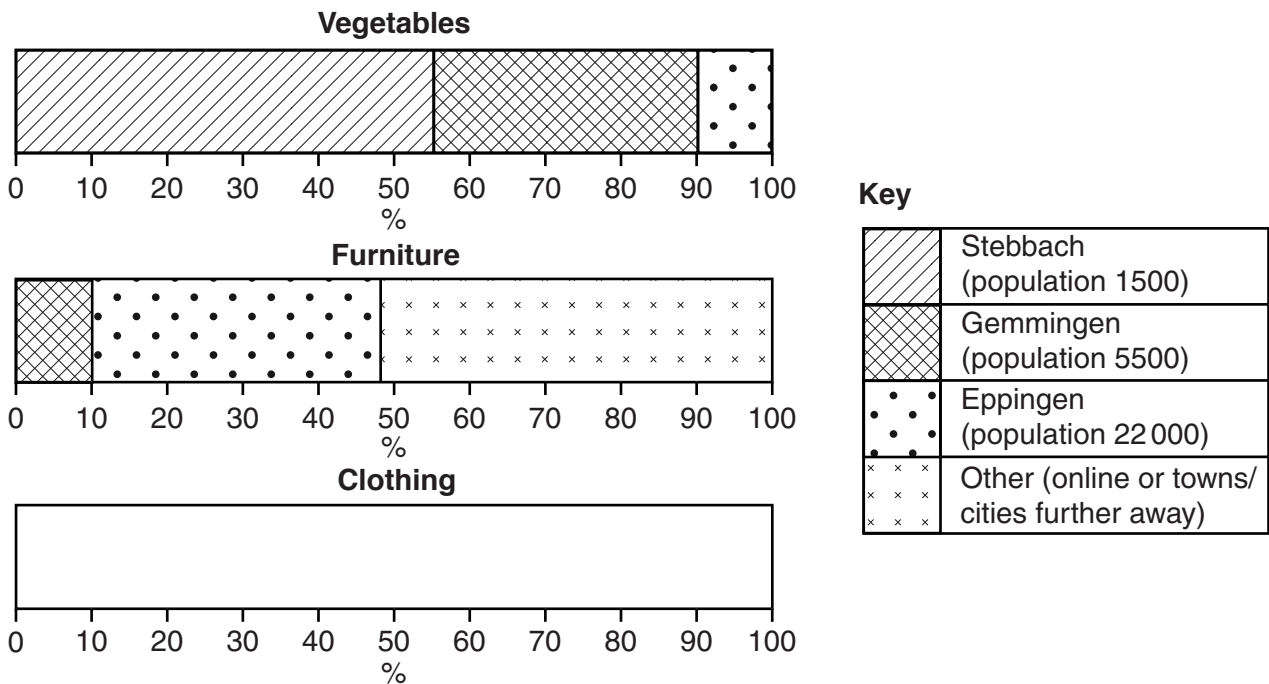 Vegetables
0 10 20 30 40 50 60 70 80 90 100
%
Furniture
0 10 20 30 40 50 60 70 80 90 100
%
Clothing
0 10 20 30 40 50 60 70 80 90 100
%
Key
Stebbach
(population 1500)
Gemmingen
(population 5500)
Eppingen
(population 22 000)
Other (online or towns/
cities further away)